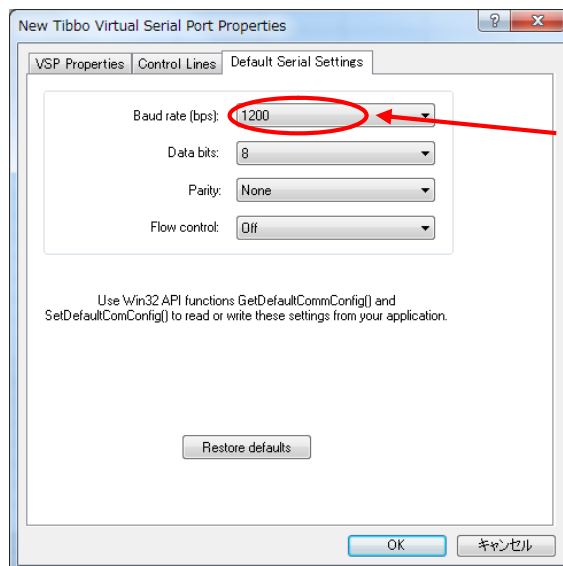 New Tibbo Virtual Serial Port Properties
VSP Properties
Control Lines
Default Serial Settings
Baud rate (bps): 1200
Data bits: 8
Parity: None
Flow control: Off
Use Win32 API functions GetDefaultCommConfig() and
SetDefaultComConfig() to read or write these settings from your application.
Restore defaults
OK
キャンセル